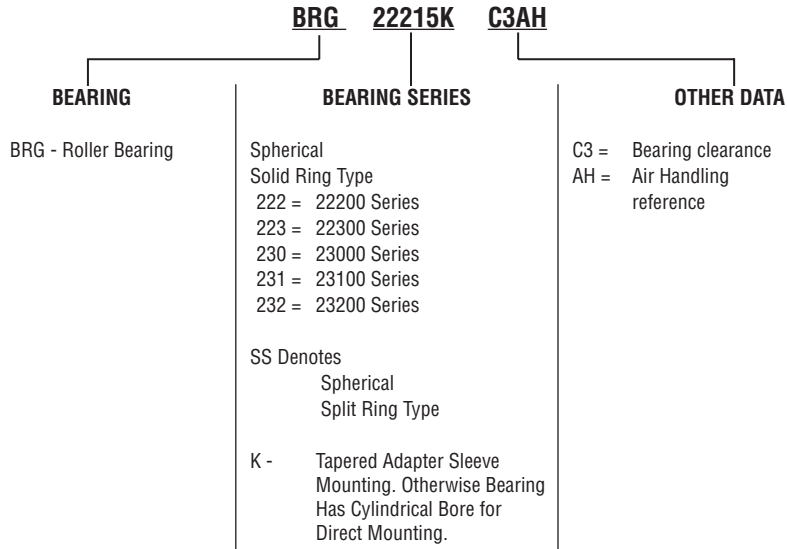 BRG 22215K C3AH
BEARING
BRG - Roller Bearing
BEARING SERIES
Spherical
Solid Ring Type
222 = 22200 Series
223 = 22300 Series
230 = 23000 Series
231 = 23100 Series
232 = 23200 Series
SS Denotes
Spherical
Split Ring Type
K - Tapered Adapter Sleeve
Mounting. Otherwise Bearing
Has Cylindrical Bore for
Direct Mounting.
OTHER DATA
C3 = Bearing clearance
AH = Air Handling
reference